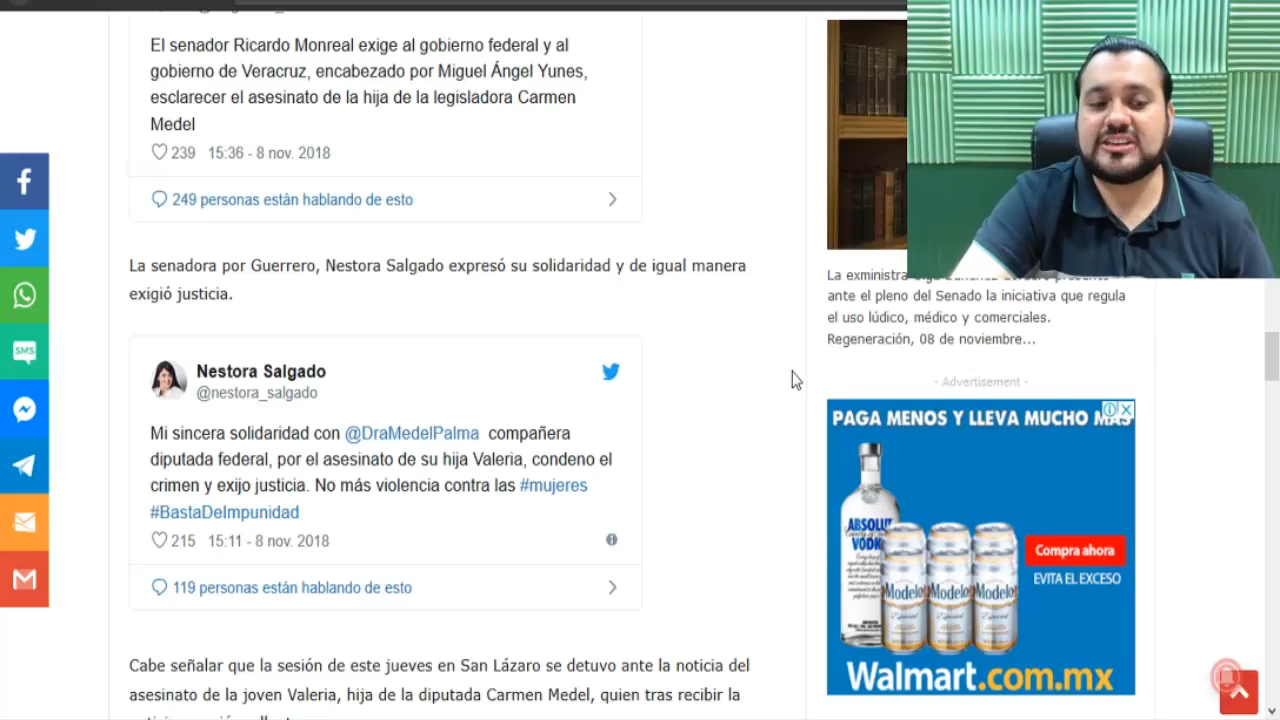 El senador Ricardo Monreal exige al gobierno federal y al
gobierno de Veracruz, encabezado por Miguel Ángel Yunes,
esclarecer el asesinato de la hija de la legisladora Carmen
Medel
239 15:36 - 8 nov. 2018
249 personas están hablando de esto
La senadora por Guerrero, Nestora Salgado expresó su solidaridad y de igual manera
exigió justicia.
Nestora Salgado
@nestora_salgado
Mi sincera solidaridad con @DraMedelPalma compañera
diputada federal, por el asesinato de su hija Valeria, condeno el
crimen y exijo justicia. No más violencia contra las #mujeres
#BastaDeImpunidad
215 15:11 - 8 nov. 2018
119 personas están hablando de esto
Cabe señalar que la sesión de este jueves en San Lázaro se detuvo ante la noticia del
asesinato de la joven Valeria, hija de la diputada Carmen Medel, quien tras recibir la
SMS
La exministra
ante el pleno del Senado la iniciativa que regula
el uso lúdico, médico y comerciales.
Regeneración, 08 de noviembre...
- Advertisement -
PAGA MENOS Y LLEVA MUCHO MÁS
ABSOLUT
VODKA
Modelo Modelo Modelo
Especial
Compra ahora
EVITA EL EXCESO
Walmart.com.mx